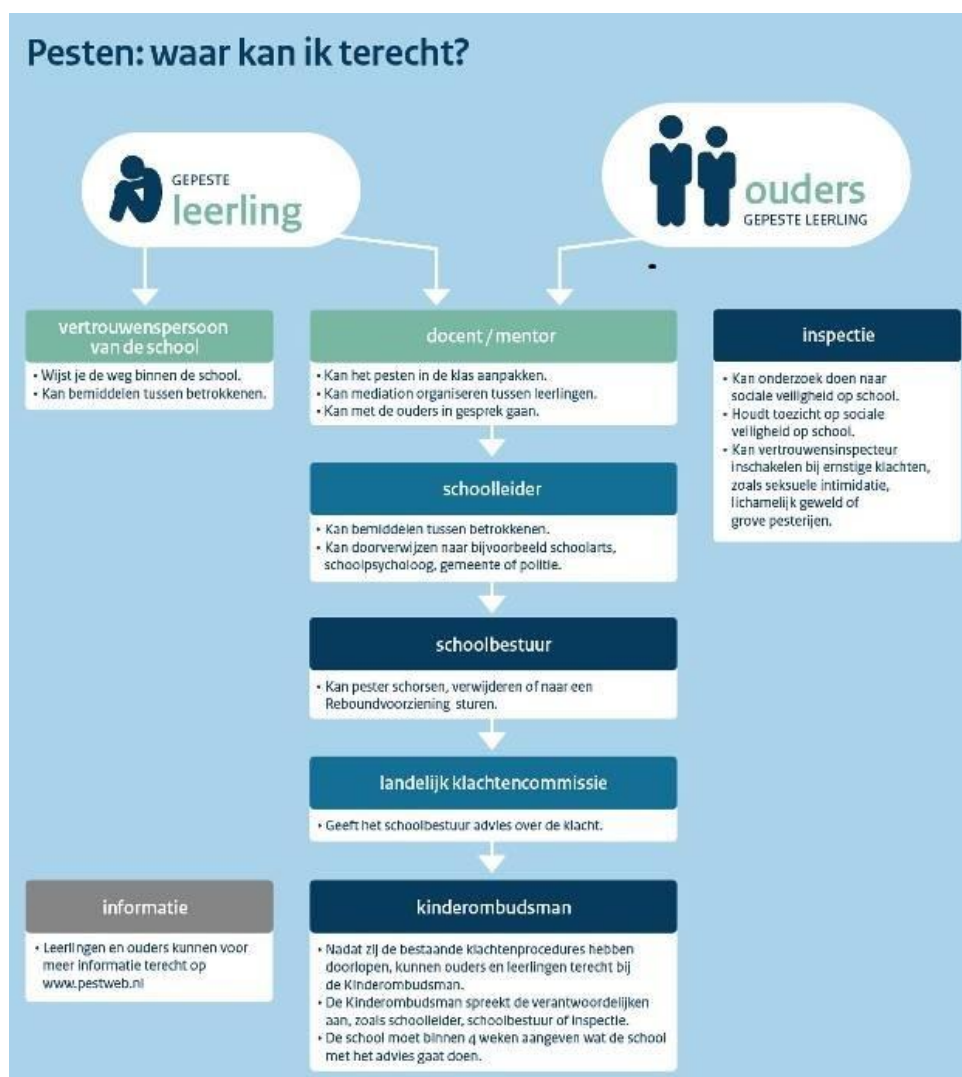 Pesten: waar kan ik terecht?
GEPESTE
leerling
ouders
GEPESTE LEERLING
vertrouwenspersoon
van de school
• Wijst je de weg binnen de school.
• Kan bemiddelen tussen betrokkenen.
docent / mentor
• Kan het pesten in de klas aanpakken.
• Kan mediation organiseren tussen leerlingen.
• Kan met de ouders in gesprek gaan.
inspectie
• Kan onderzoek doen naar
sociale veiligheid op school.
• Houdt toezicht op sociale
veiligheid op school.
• Kan vertrouwensinspecteur
inschakelen bij ernstige klachten,
zoals seksuele intimidatie,
lichamelijk geweld of
grove pesterijen.
schoolleider
• Kan bemiddelen tussen betrokkenen.
• Kan doorverwijzen naar bijvoorbeeld schoolarts,
schoolpsycholoog, gemeente of politie.
schoolbestuur
• Kan pester schorsen, verwijderen of naar een
Reboundvoorziening sturen.
landelijk klachtencommissie
• Geeft het schoolbestuur advies over de klacht.
informatie
• Leerlingen en ouders kunnen voor
meer informatie terecht op
www.pestweb.nl
kinderombudsman
• Nadat zij de bestaande klachtenprocedures hebben
doorlopen, kunnen ouders en leerlingen terecht bij
de Kinderombudsman.
• De Kinderombudsman spreekt de verantwoordelijken
aan, zoals schoolleider, schoolbestuur of inspectie.
• De school moet binnen 4 weken aangeven wat de school
met het advies gaat doen.